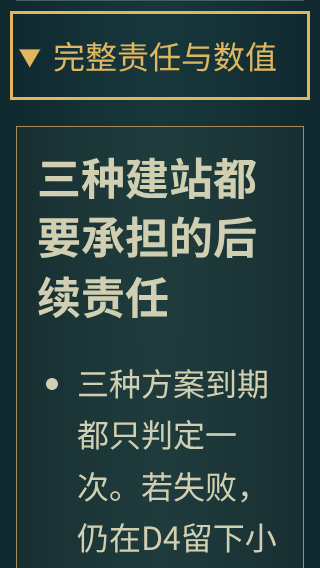 ▼ 完整责任与数值
三种建站都
要承担的后
续责任
• 三种方案到期
都只判定一
次。若失败，
仍在D4留下小